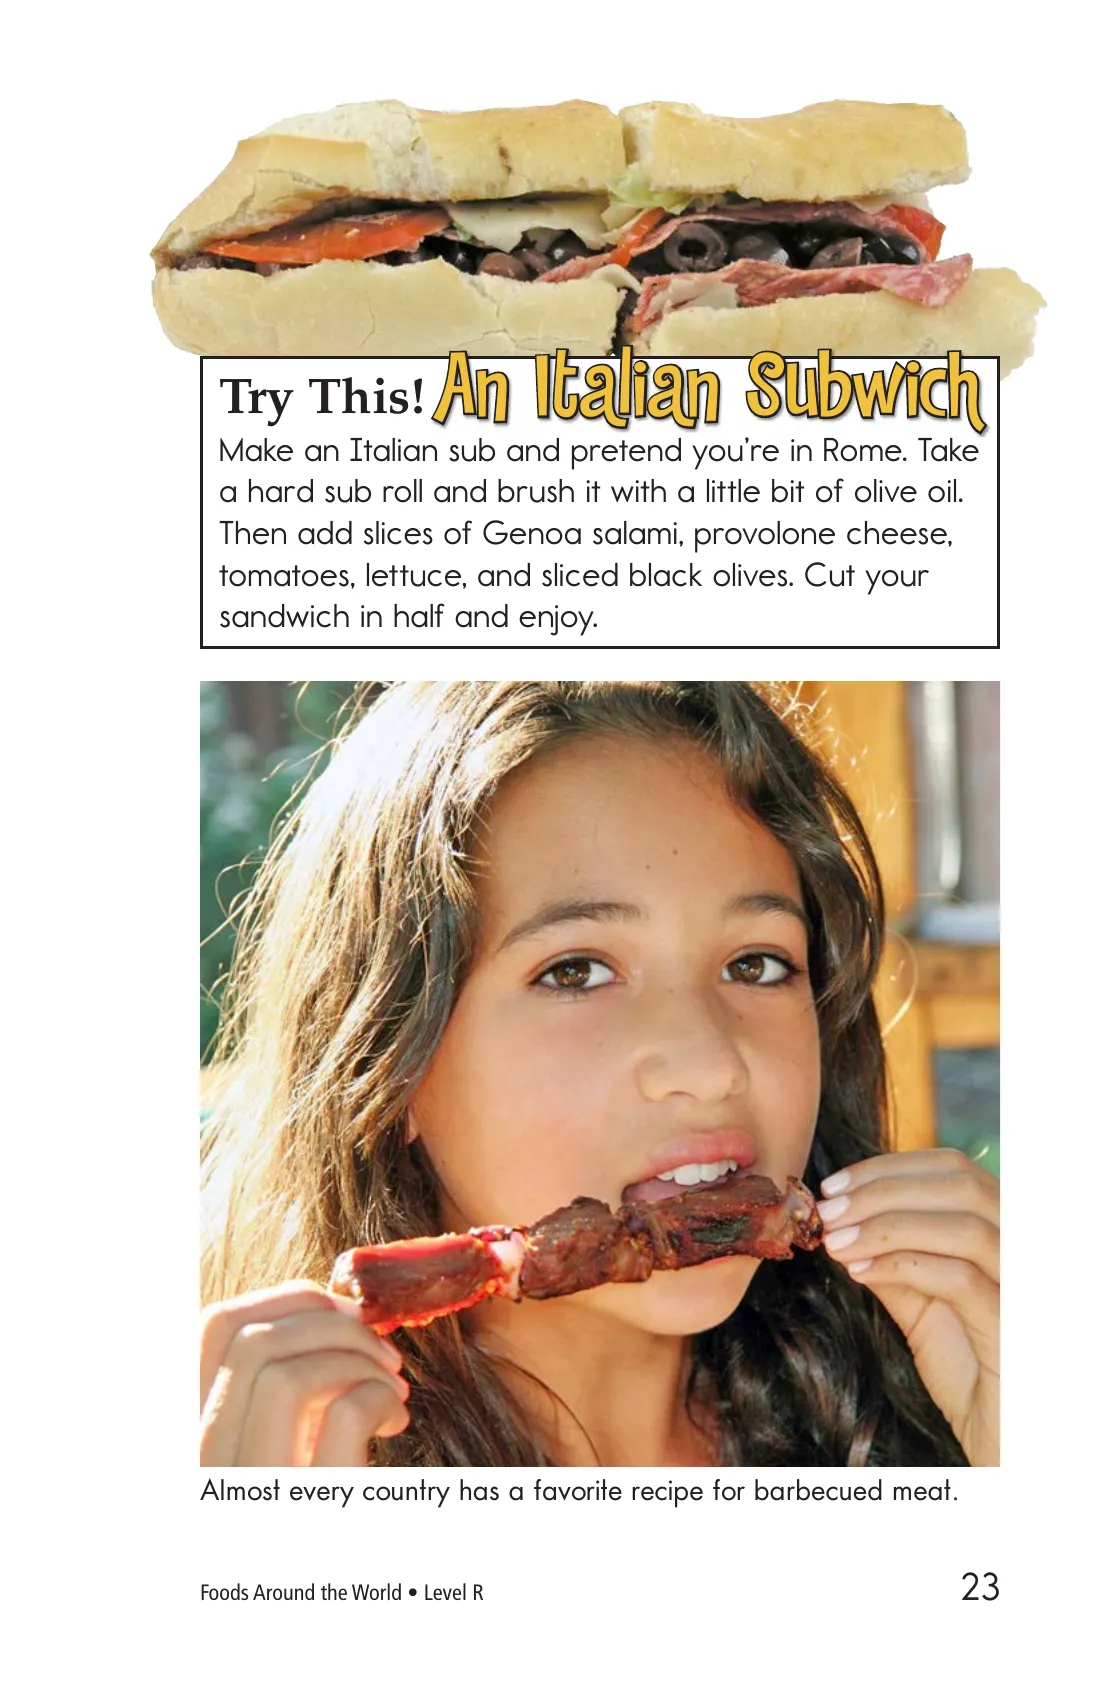 Try This! An Italian Subwich
Make an Italian sub and pretend you’re in Rome. Take
a hard sub roll and brush it with a little bit of olive oil.
Then add slices of Genoa salami, provolone cheese,
tomatoes, lettuce, and sliced black olives. Cut your
sandwich in half and enjoy.
Almost every country has a favorite recipe for barbecued meat.
Foods Around the World • Level R
23